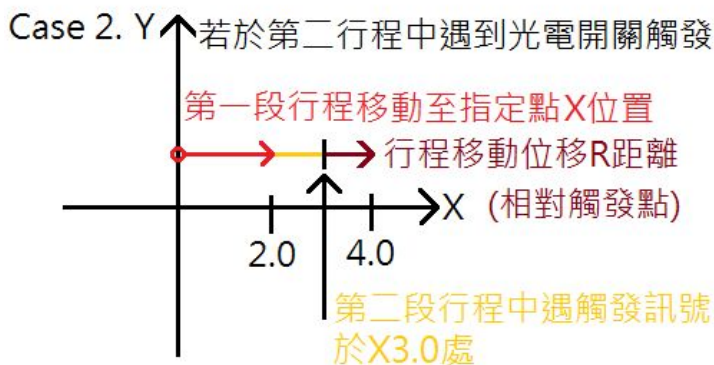 Case 2. Y 若於第二行程中遇到光電開關觸發
第一段行程移動至指定點X位置
行程移動位移R距離
X (相對觸發點)
2.0 4.0
第二段行程中遇觸發訊號
於X3.0處